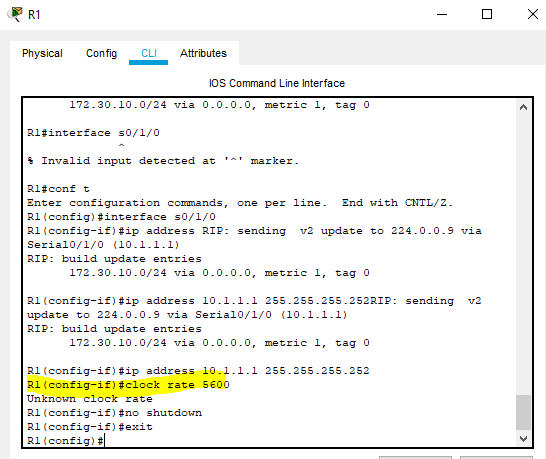 R1
Physical Config CLI Attributes
IOS Command Line Interface
172.30.10.0/24 via 0.0.0.0, metric 1, tag 0
R1#interface s0/1/0
^
% Invalid input detected at '^' marker.
R1#conf t
Enter configuration commands, one per line. End with CNTL/Z.
R1(config)#interface s0/1/0
R1(config-if)#ip address RIP: sending  v2 update to 224.0.0.9 via
Serial0/1/0 (10.1.1.1)
RIP: build update entries
172.30.10.0/24 via 0.0.0.0, metric 1, tag 0
R1(config-if)#ip address 10.1.1.1 255.255.255.252RIP: sending  v2
update to 224.0.0.9 via Serial0/1/0 (10.1.1.1)
RIP: build update entries
172.30.10.0/24 via 0.0.0.0, metric 1, tag 0
R1(config-if)#ip address 10.1.1.1 255.255.255.252
R1(config-if)#clock rate 5600
Unknown clock rate
R1(config-if)#no shutdown
R1(config-if)#exit
R1(config)#